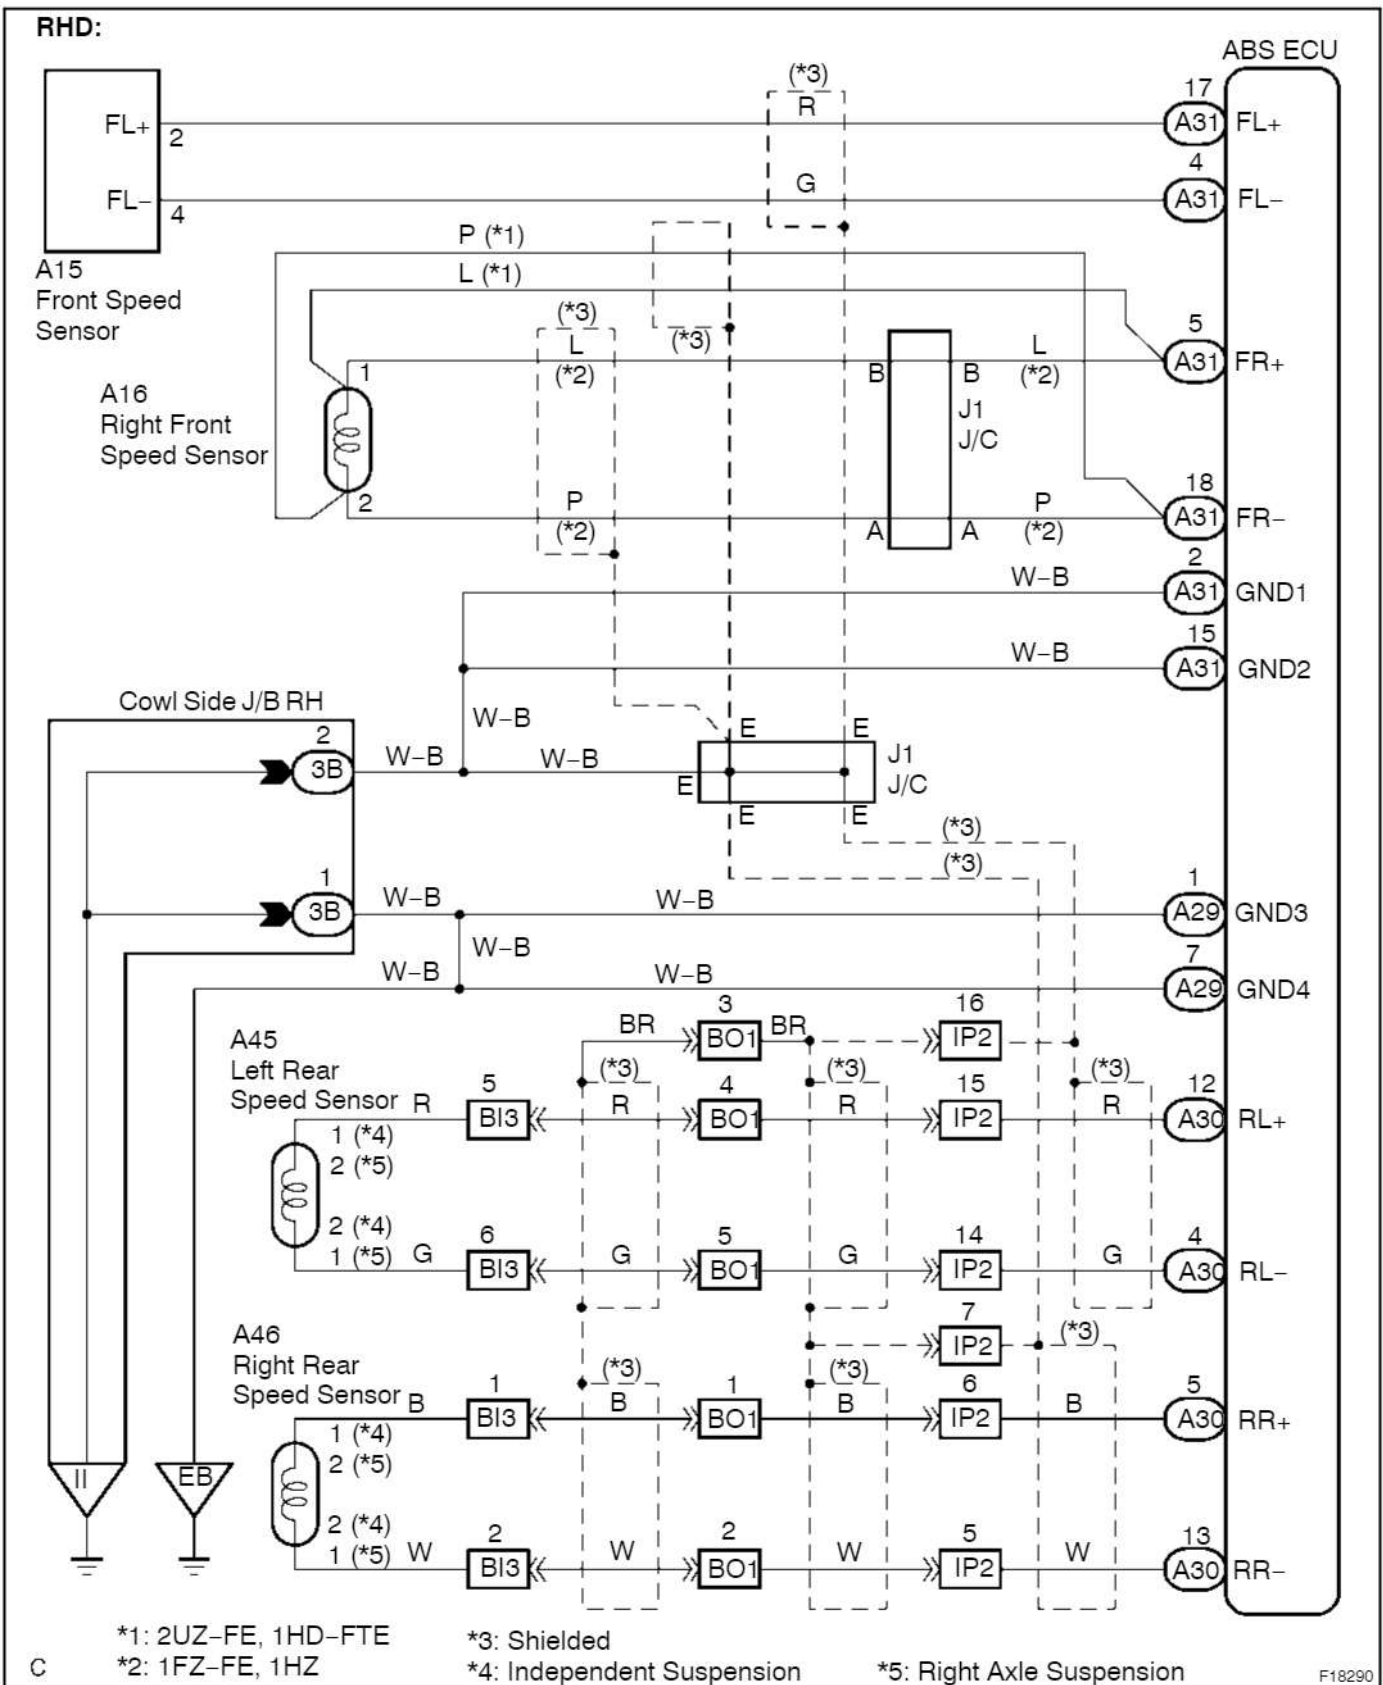 RHD:
ABS ECU
(*3)
R
17
FL+
2
A31
FL+
G
4
FL−
4
A31
FL−
P (*1)
L (*1)
A15
Front Speed
Sensor
(*3)
(*3)
5
L
(*2)
B
B
L
(*2)
A31
FR+
1
J1
J/C
A16
Right Front
Speed Sensor
2
P
(*2)
A
A
P
(*2)
18
A31
FR−
2
W−B
A31
GND1
15
W−B
A31
GND2
Cowl Side J/B RH
W−B
2
3B
W−B
W−B
E
E
E
E
E
J1
J/C
(*3)
(*3)
1
3B
W−B
W−B
1
A29
GND3
W−B
7
W−B
W−B
A29
GND4
A45
Left Rear
Speed Sensor
BR
3
BO1
BR
16
IP2
(*3)
(*3)
(*3)
R
5
BI3
R
4
BO1
R
15
IP2
R
12
A30
RL+
1 (*4)
2 (*5)
2 (*4)
1 (*5)
G
6
BI3
G
5
BO1
G
14
IP2
G
4
A30
RL−
7
IP2
(*3)
A46
Right Rear
Speed Sensor
(*3)
(*3)
B
1
BI3
B
1
BO1
B
6
IP2
B
5
A30
RR+
1 (*4)
2 (*5)
2 (*4)
1 (*5)
W
2
BI3
W
2
BO1
W
5
IP2
W
13
A30
RR−
II
EB
*1: 2UZ−FE, 1HD−FTE
*2: 1FZ−FE, 1HZ
*3: Shielded
*4: Independent Suspension
*5: Right Axle Suspension
C
F18290